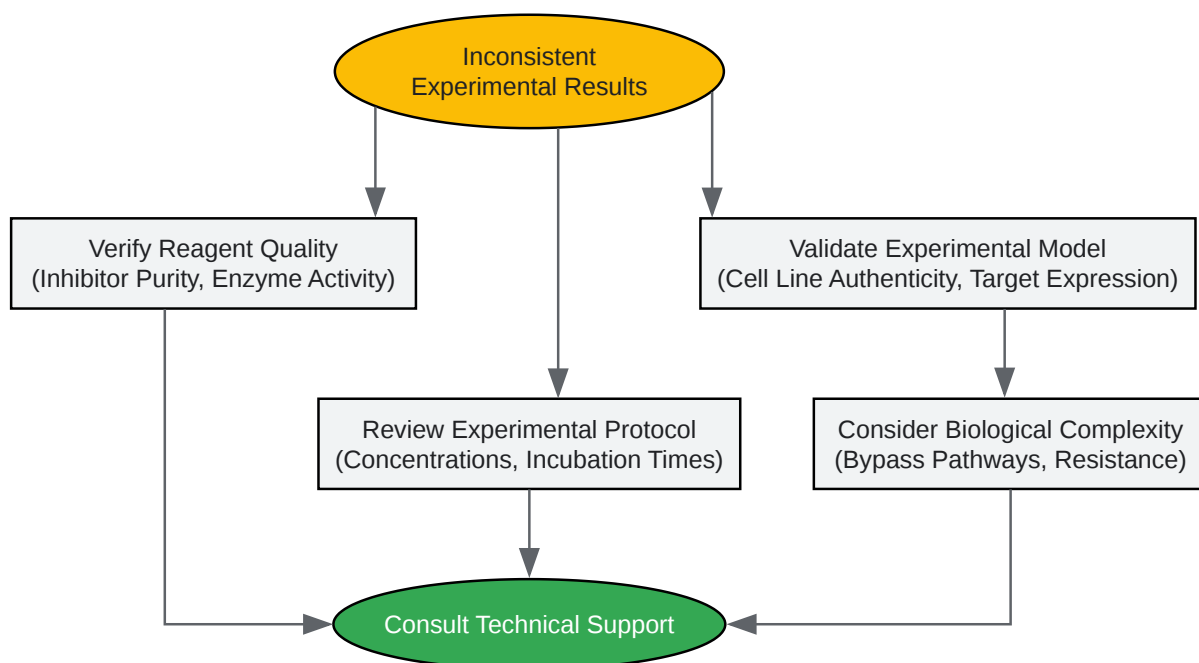 Inconsistent
Experimental Results
Verify Reagent Quality
(Inhibitor Purity, Enzyme Activity)
Validate Experimental Model
(Cell Line Authenticity, Target Expression)
Review Experimental Protocol
(Concentrations, Incubation Times)
Consider Biological Complexity
(Bypass Pathways, Resistance)
Consult Technical Support